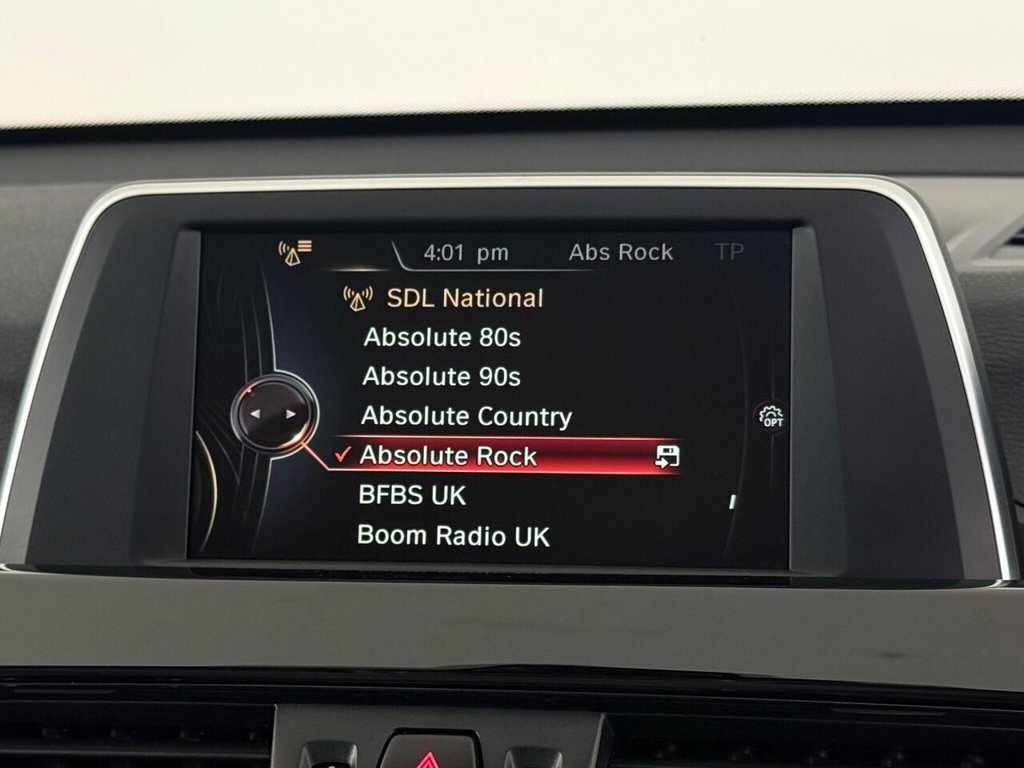 4:01 pm Abs Rock TP
SDL National
Absolute 80s
Absolute 90s
Absolute Country
Absolute Rock
OPT
BFBS UK
Boom Radio UK